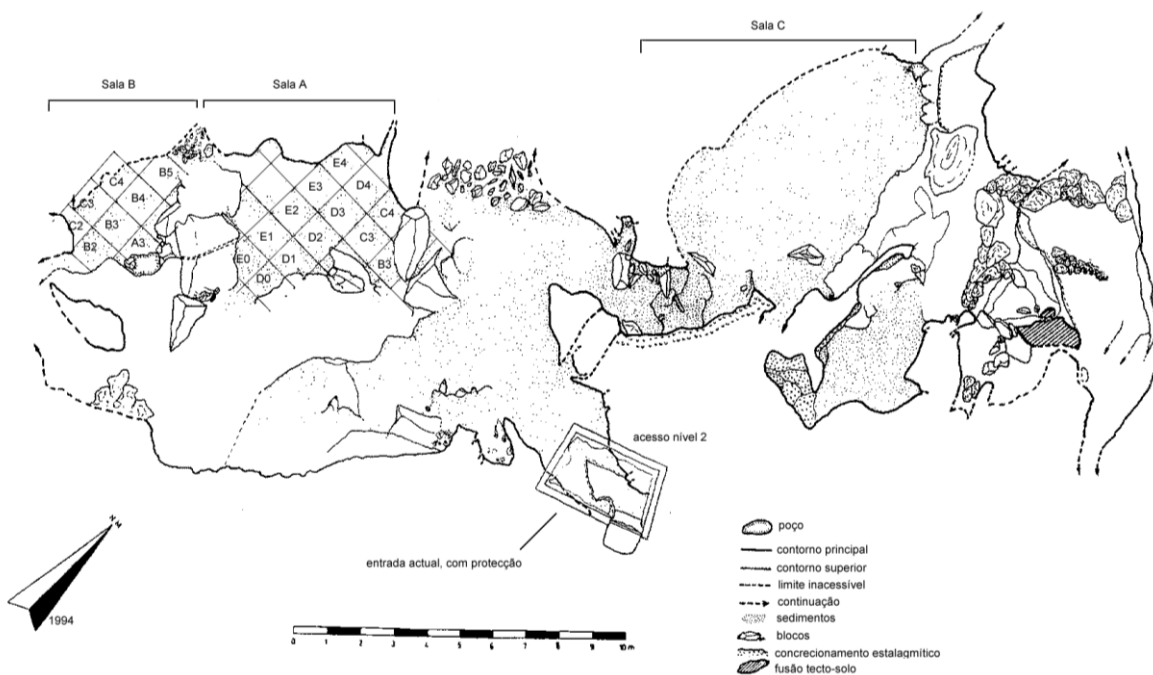 Sala C
Sala B
Sala A
E4
C4
B5
E3
D4
C3
B4
E2
D3
C4
C2
B3
E1
D2
C3
B2
A3
E0
D1
B3
D0
acesso nível 2
entrada actual, com protecção
NM
1994
0 1 2 3 4 5 6 7 8 9 10 m
poço
contorno principal
contorno superior
limite inacessível
continuação
sedimentos
blocos
concrecionamento estalagmítico
fusão tecto-solo